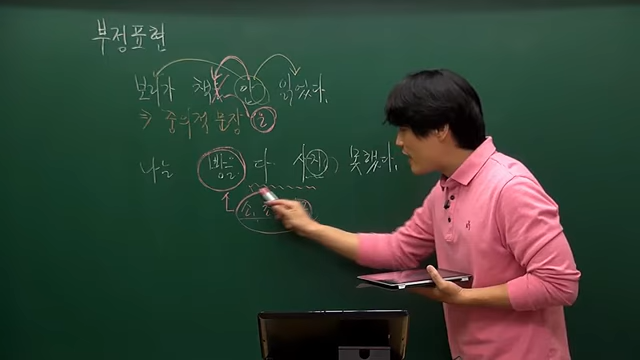 부정표현
보라가 책을 안 읽었다.
⇒ 중의적 문장 을
나는 빵을 다 사지 못했다.